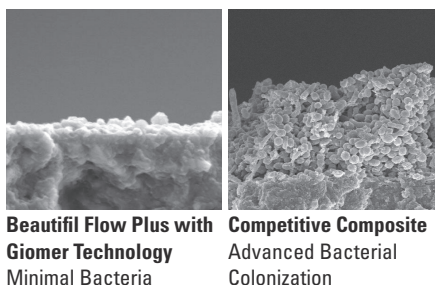 Beautifil Flow Plus with
Giomer Technology
Minimal Bacteria
Competitive Composite
Advanced Bacterial
Colonization